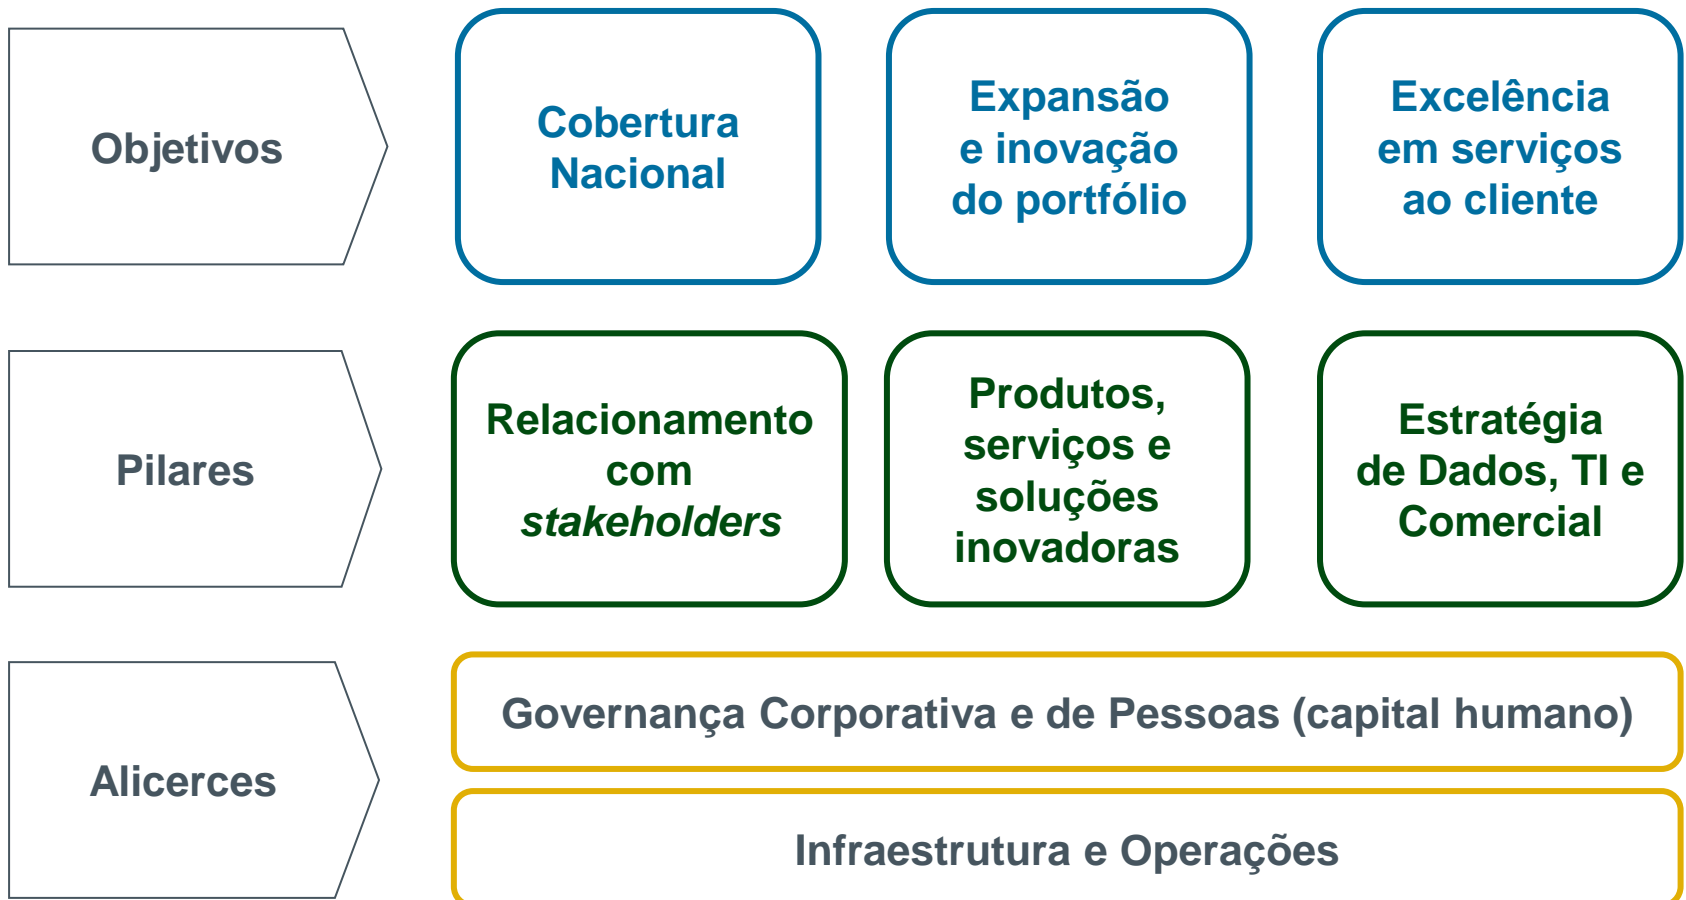 Objetivos
Cobertura
Nacional
Expansão
e inovação
do portfólio
Excelência
em serviços
ao cliente
Pilares
Relacionamento
com
stakeholders
Produtos,
serviços e
soluções
inovadoras
Estratégia
de Dados, TI e
Comercial
Alicerces
Governança Corporativa e de Pessoas (capital humano)
Infraestrutura e Operações